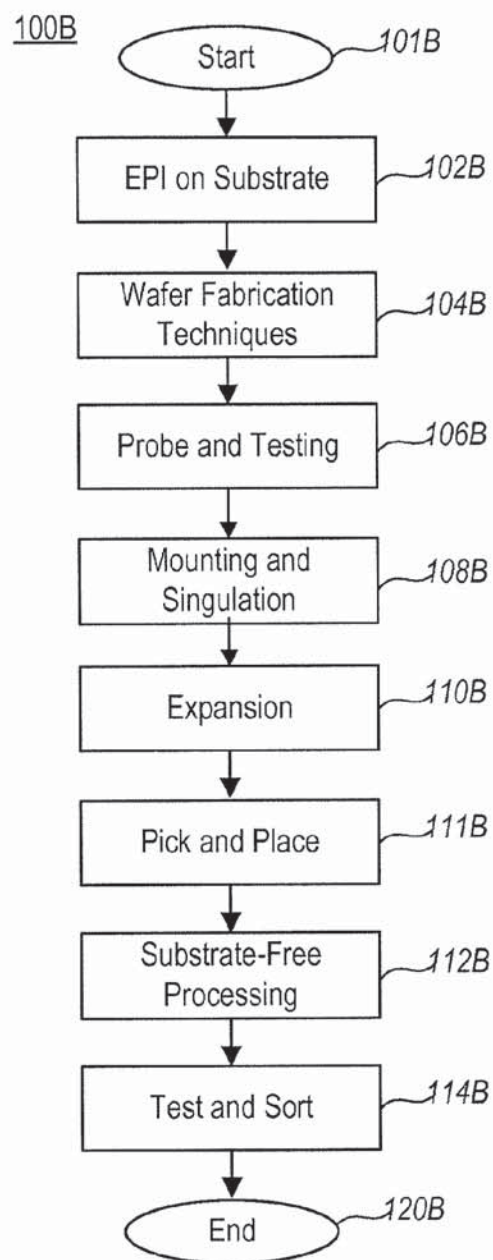 100B
Start
101B
EPI on Substrate
102B
Wafer Fabrication
Techniques
104B
Probe and Testing
106B
Mounting and
Singulation
108B
Expansion
110B
Pick and Place
111B
Substrate-Free
Processing
112B
Test and Sort
114B
End
120B